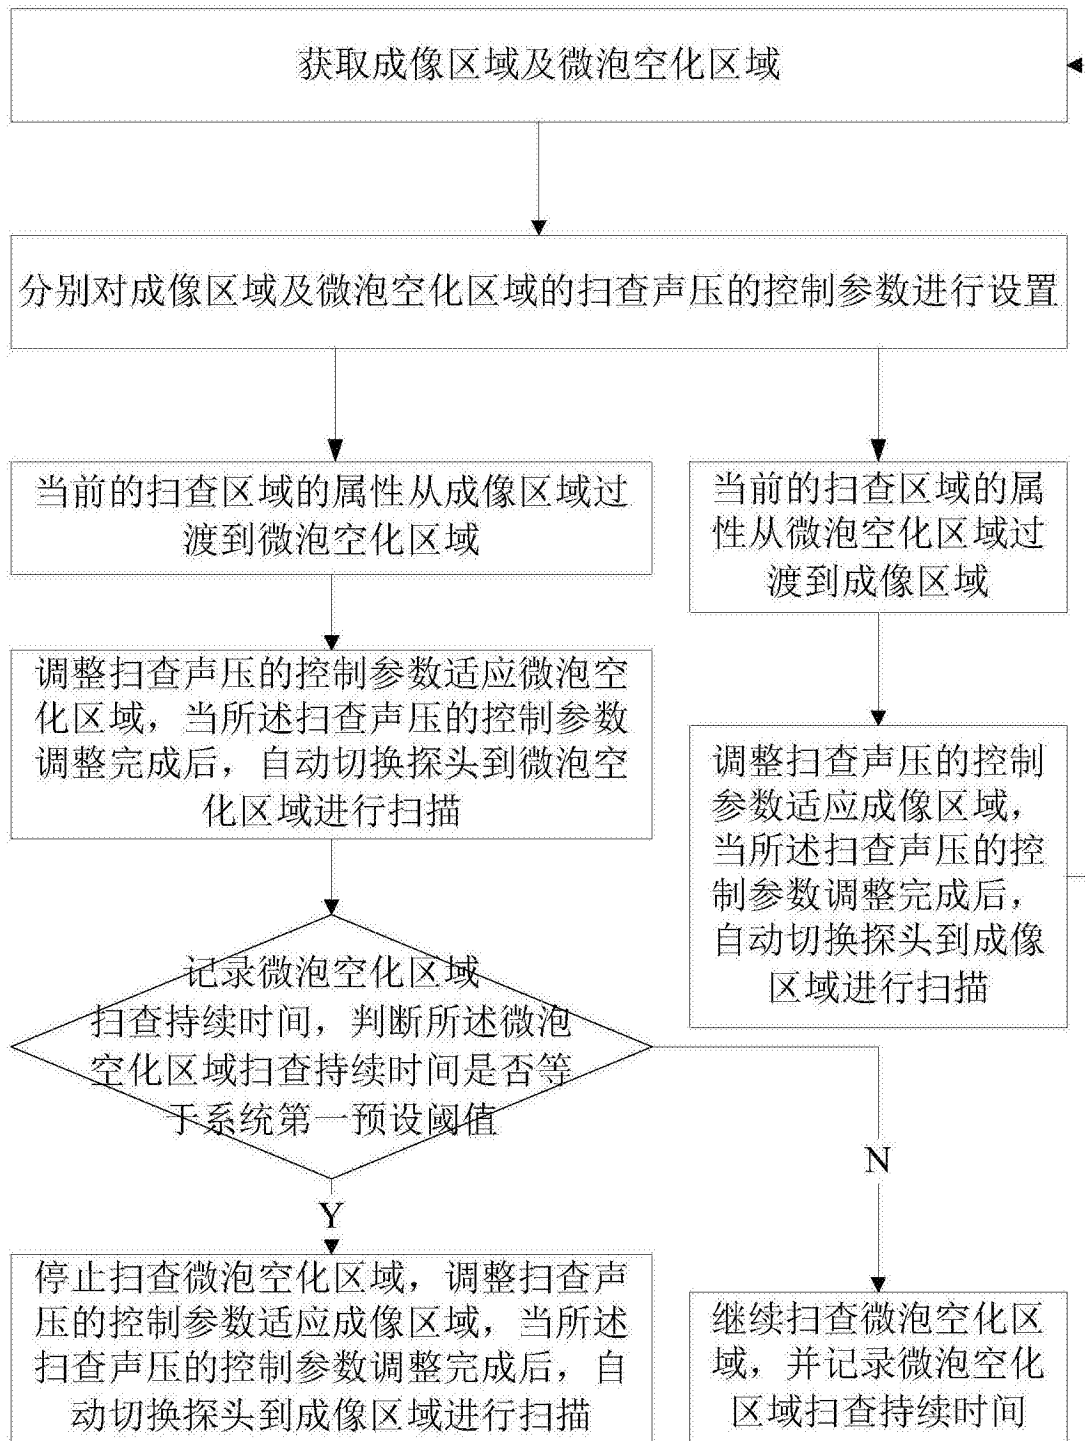 获取成像区域及微泡空化区域
分别对成像区域及微泡空化区域的扫查声压的控制参数进行设置
当前的扫查区域的属性从成像区域过
渡到微泡空化区域
当前的扫查区域的属
性从微泡空化区域过
渡到成像区域
调整扫查声压的控制参数适应微泡空
化区域，当所述扫查声压的控制参数
调整完成后，自动切换探头到微泡空
化区域进行扫描
调整扫查声压的控制
参数适应成像区域，
当所述扫查声压的控
制参数调整完成后，
自动切换探头到成像
区域进行扫描
记录微泡空化区域
扫查持续时间，判断所述微泡
空化区域扫查持续时间是否等
于系统第一预设阈值
N
Y
停止扫查微泡空化区域，调整扫查声
压的控制参数适应成像区域，当所述
扫查声压的控制参数调整完成后，自
动切换探头到成像区域进行扫描
继续扫查微泡空化区
域，并记录微泡空化
区域扫查持续时间